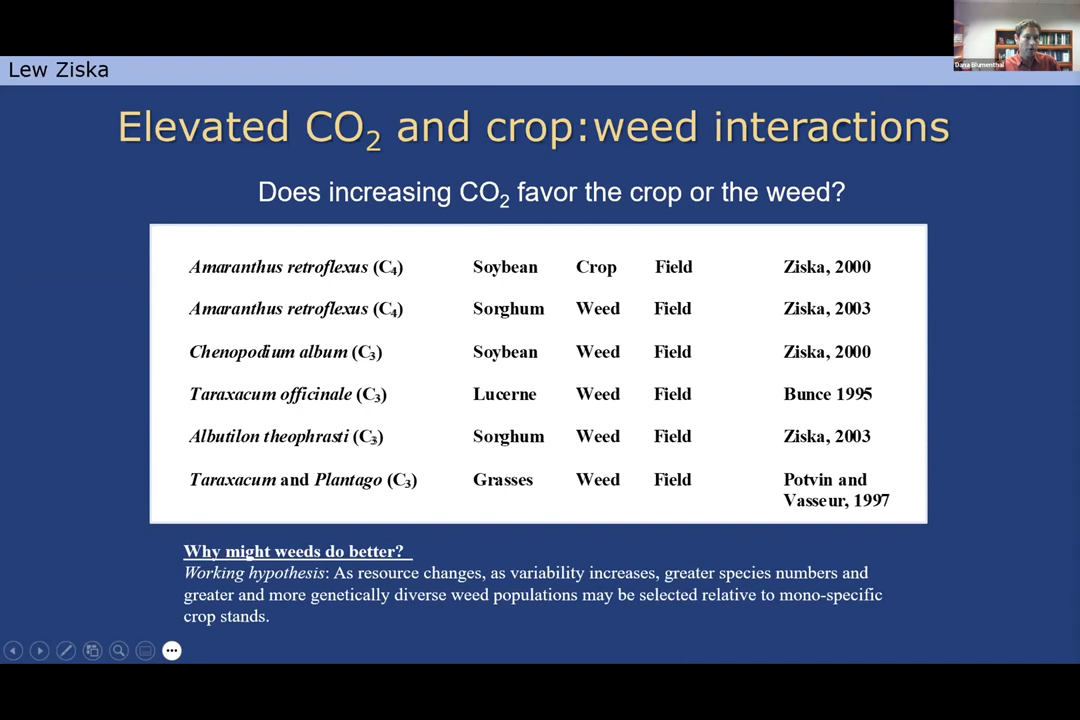 Dana Blumenthal
Lew Ziska
Elevated CO₂ and crop:weed interactions
Does increasing CO₂ favor the crop or the weed?
Amaranthus retroflexus (C₄) Soybean Crop Field Ziska, 2000
Amaranthus retroflexus (C₄) Sorghum Weed Field Ziska, 2003
Chenopodium album (C₃) Soybean Weed Field Ziska, 2000
Taraxacum officinale (C₃) Lucerne Weed Field Bunce 1995
Albutilon theophrasti (C₃) Sorghum Weed Field Ziska, 2003
Taraxacum and Plantago (C₃) Grasses Weed Field Potvin and
Vasseur, 1997
Why might weeds do better?
Working hypothesis: As resource changes, as variability increases, greater species numbers and
greater and more genetically diverse weed populations may be selected relative to mono-specific
crop stands.